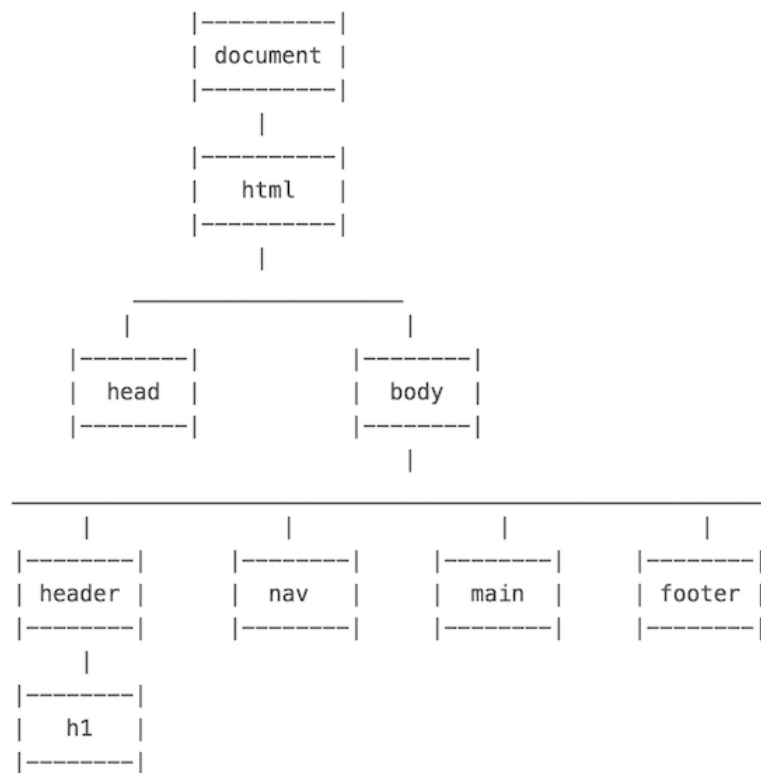 document
html
head body
header nav main footer
h1